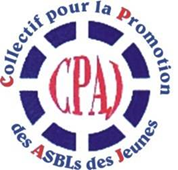 Collectif pour la Promotion
CPAJ
des ASBLs des Jeunes